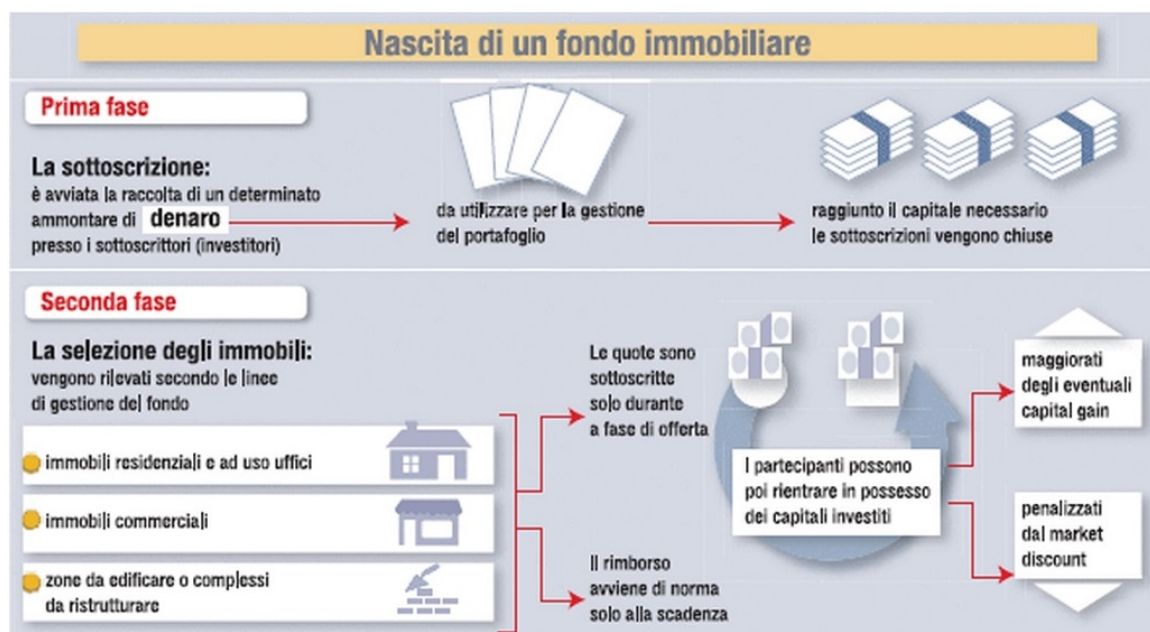 Nascita di un fondo immobiliare
Prima fase
La sottoscrizione:
è avviata la raccolta di un determinato
ammontare di denaro
presso i sottoscrittori (investitori)
da utilizzare per la gestione
del portafoglio
raggiunto il capitale necessario
le sottoscrizioni vengono chiuse
Seconda fase
La selezione degli immobili:
vengono rilevati secondo le linee
di gestione del fondo
immobili residenziali e ad uso uffici
immobili commerciali
zone da edificare o complessi
da ristrutturare
Le quote sono
sottoscritte
solo durante
a fase di offerta
Il rimborso
avviene di norma
solo alla scadenza
I partecipanti possono
poi rientrare in possesso
dei capitali investiti
maggiorati
degli eventuali
capital gain
penalizzati
dal market
discount